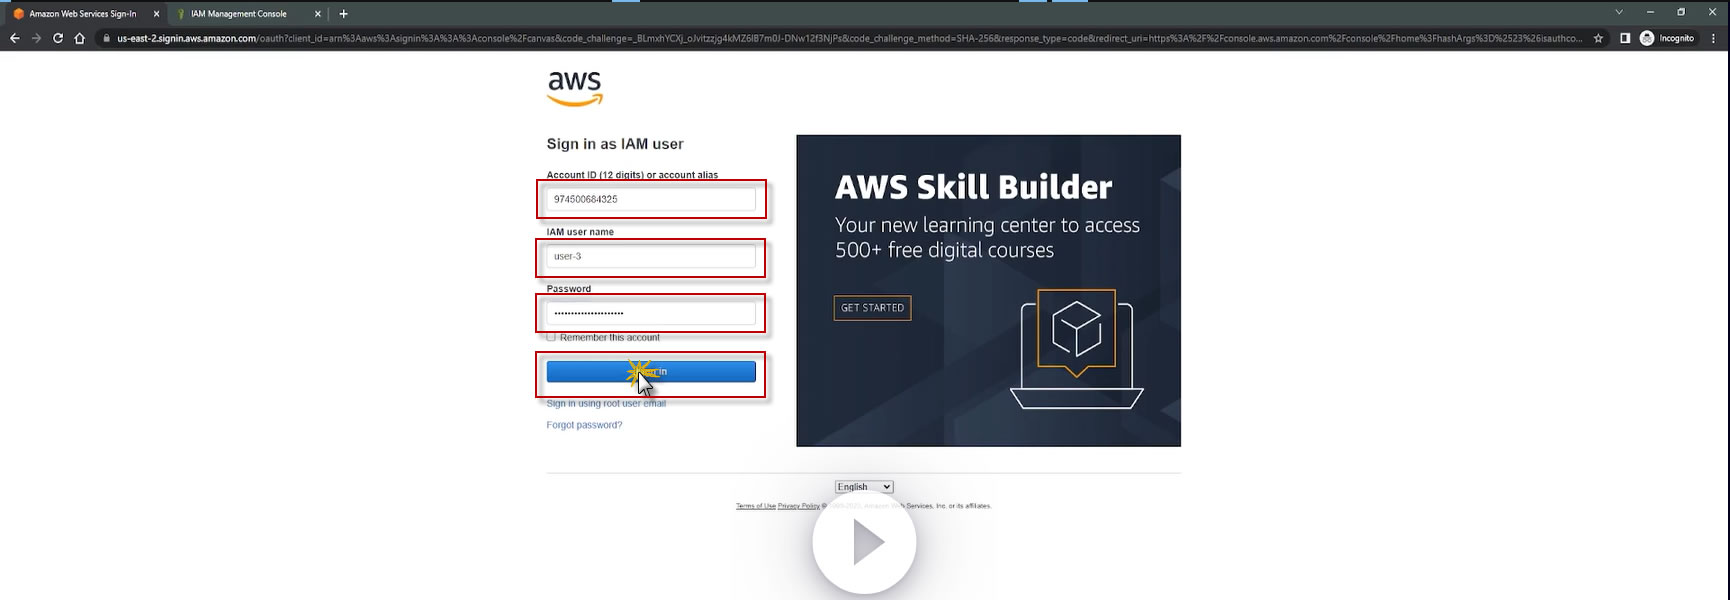 Amazon Web Services Sign-In
IAM Management Console
us-east-2.signin.aws.amazon.com/oauth?client_id=arn%3Aaws%3Asignin%3A%3A%3Aconsole%2Fcanvas&code_challenge=_BLmxhYCXj_oJvitzzjg4kMZ6IB7m0J-DNw12f3NjPs&code_challenge_method=SHA-256&response_type=code&redirect_uri=https%3A%2F%2Fconsole.aws.amazon.com%2Fconsole%2Fhome%3FhashArgs%3D%2523%26isauthco...
Incognito
aws
Sign in as IAM user
Account ID (12 digits) or account alias
974500684325
IAM user name
user-3
Password
Remember this account
in
Sign in using root user email
Forgot password?
AWS Skill Builder
Your new learning center to access
500+ free digital courses
GET STARTED
English
Terms of Use Privacy Policy © Services, Inc. or its affiliates.